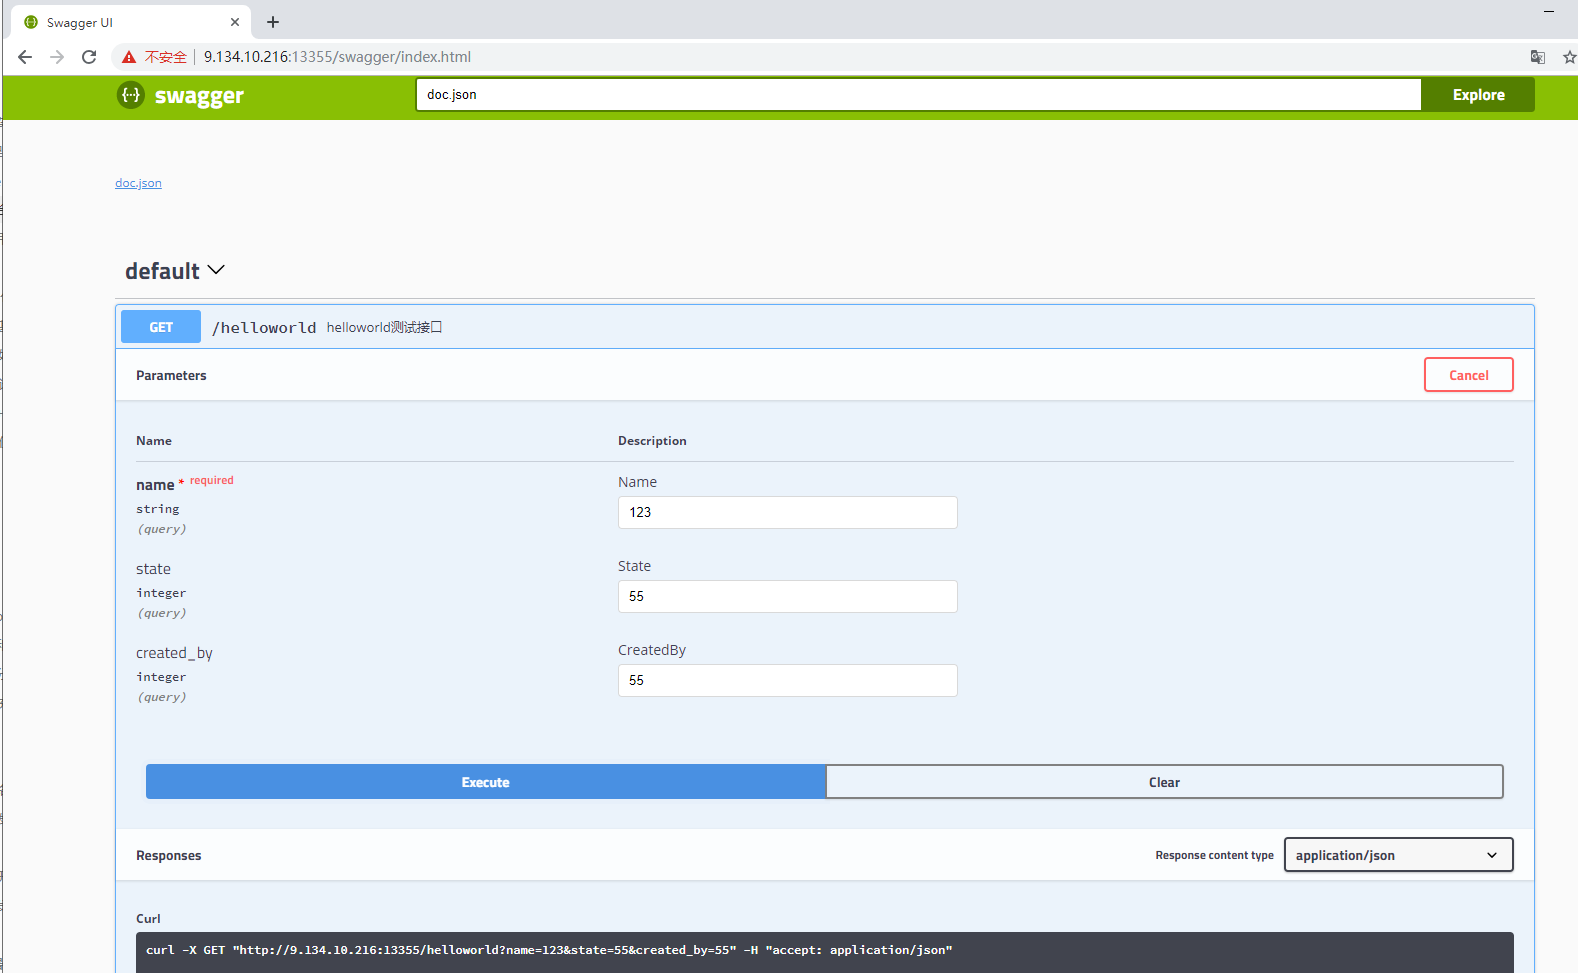 Swagger UI
不安全 9.134.10.216:13355/swagger/index.html
swagger doc.json Explore
doc.json
default
GET /helloworld helloworld测试接口
Parameters Cancel
Name Description
name * required Name
string 123
(query)
state State
integer 55
(query)
created_by CreatedBy
integer 55
(query)
Execute Clear
Responses Response content type application/json
Curl
curl -X GET "http://9.134.10.216:13355/helloworld?name=123&state=55&created_by=55" -H "accept: application/json"